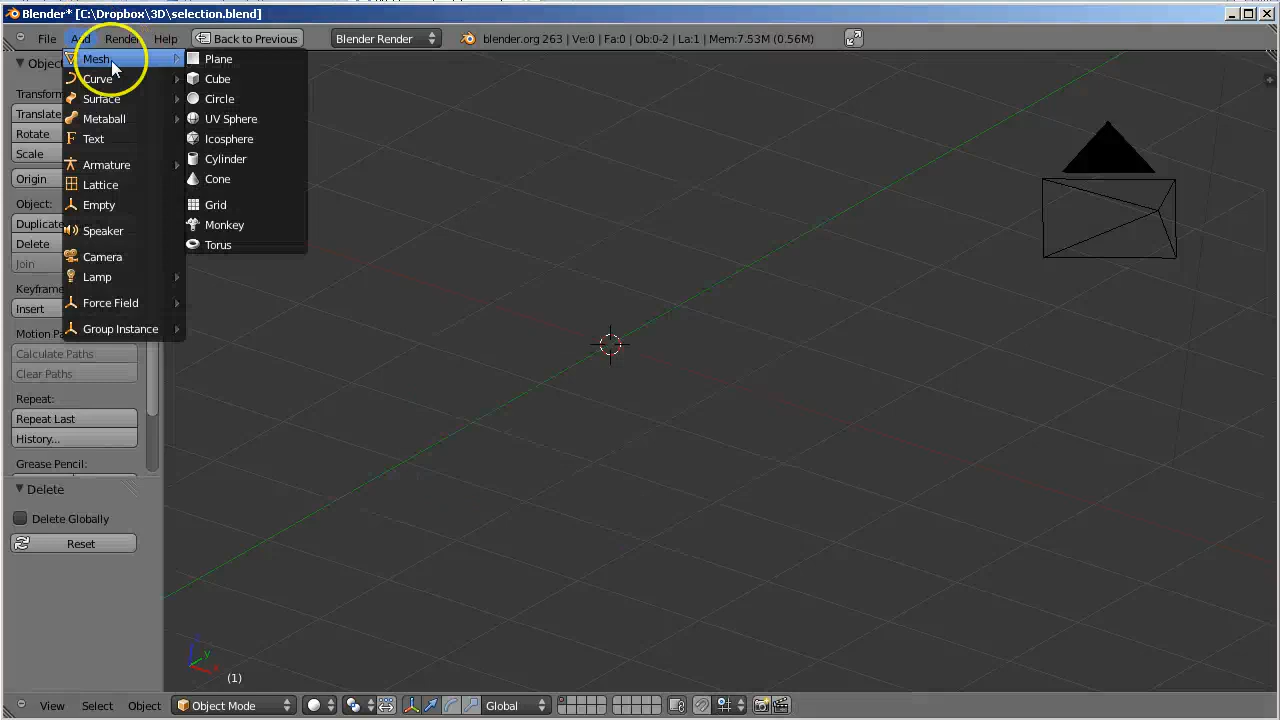 Blender* [C:\Dropbox\3D\selection.blend]
File Add Render Help Back to Previous Blender Render blender.org 263 | Ve:0 | Fa:0 | Ob:0-2 | La:1 | Mem:7.53M (0.56M)
Mesh
Curve
Surface
Metaball
Text
Armature
Lattice
Empty
Speaker
Camera
Lamp
Force Field
Group Instance
Plane
Cube
Circle
UV Sphere
Icosphere
Cylinder
Cone
Grid
Monkey
Torus
Object
Transform
Translate
Rotate
Scale
Origin
Object:
Duplicate
Delete
Join
Keyframe
Insert
Motion Pa
Calculate Paths
Clear Paths
Repeat:
Repeat Last
History...
Grease Pencil:
Delete
Delete Globally
Reset
y
x
(1)
View Select Object Object Mode Global